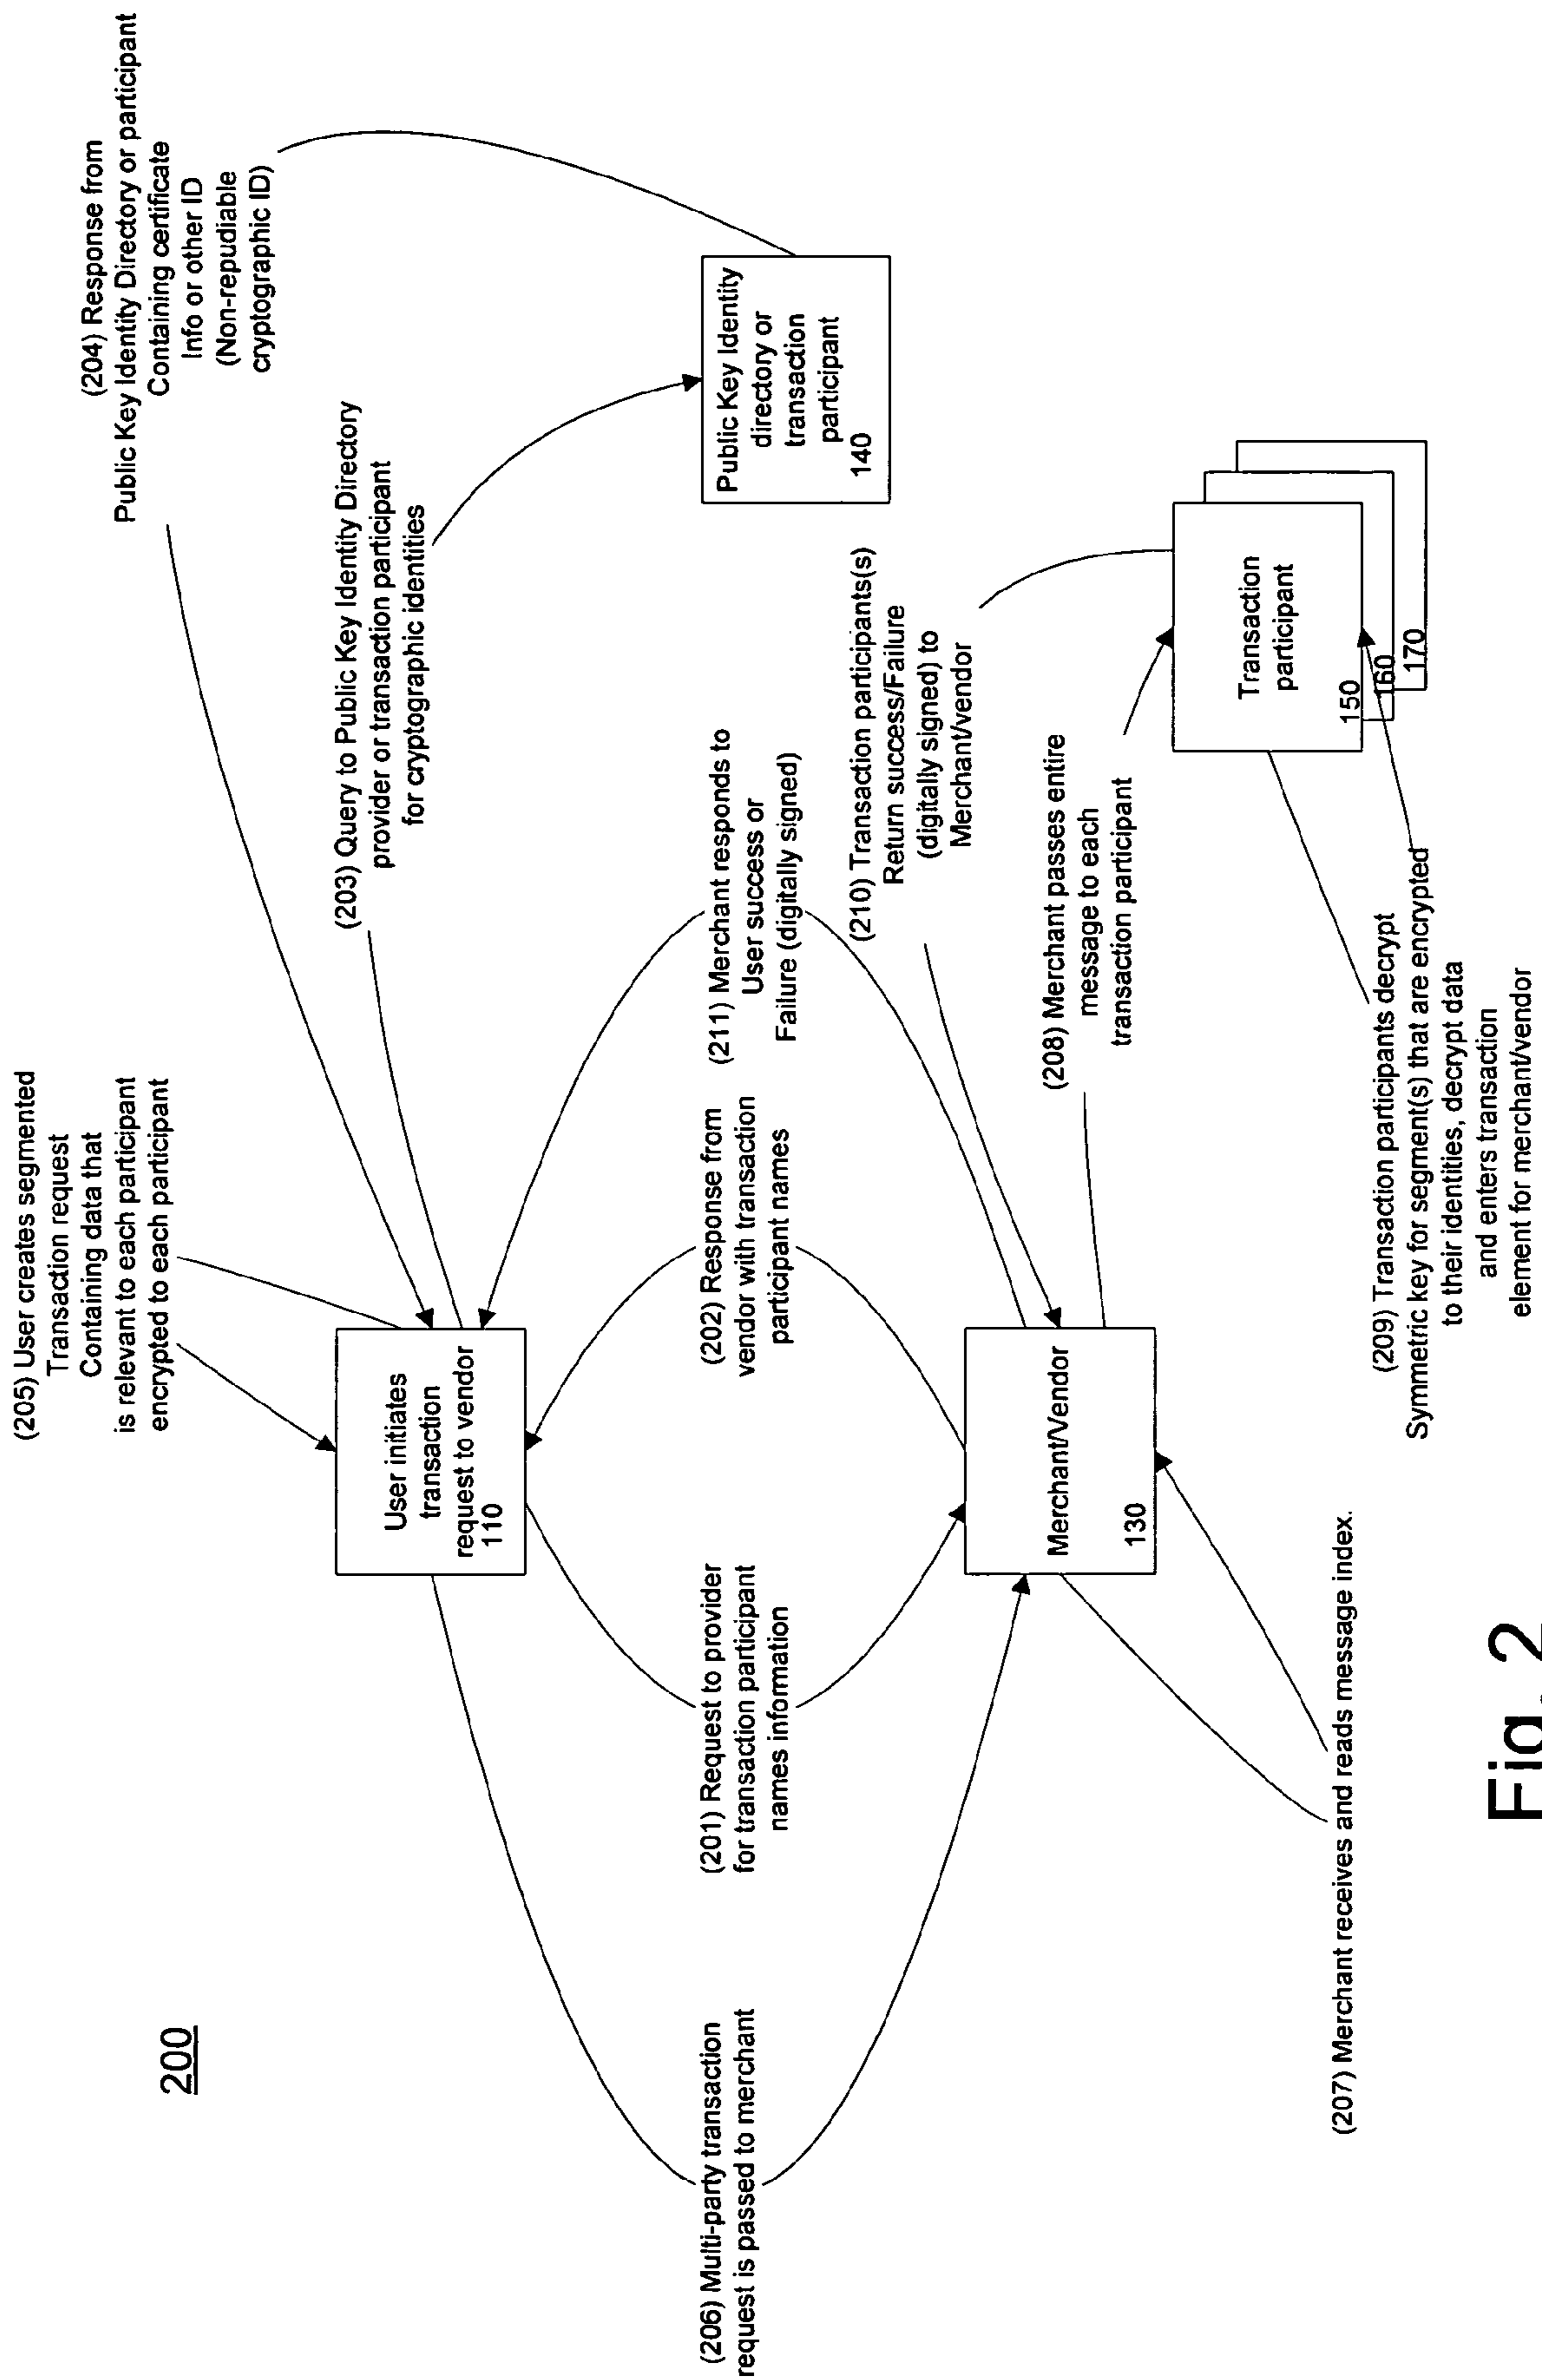 200
(205) User creates segmented
Transaction request
Containing data that
is relevant to each participant
encrypted to each participant
(204) Response from
Public Key Identity Directory or participant
Containing certificate
Info or other ID
(Non-repudiable
cryptographic ID)
(203) Query to Public Key Identity Directory
provider or transaction participant
for cryptographic identities
User initiates
transaction
request to vendor
110
Public Key Identity
directory or
transaction
participant
140
(206) Multi-party transaction
request is passed to merchant
(201) Request to provider
for transaction participant
names information
(202) Response from
vendor with transaction
participant names
(211) Merchant responds to
User success or
Failure (digitally signed)
(210) Transaction participants(s)
Return success/Failure
(digitally signed) to
Merchant/vendor
(208) Merchant passes entire
message to each
transaction participant
Merchant/Vendor
130
Transaction
participant
150
160
170
(207) Merchant receives and reads message index.
(209) Transaction participants decrypt
Symmetric key for segment(s) that are encrypted
to their identities, decrypt data
and enters transaction
element for merchant/vendor
Fig. 2